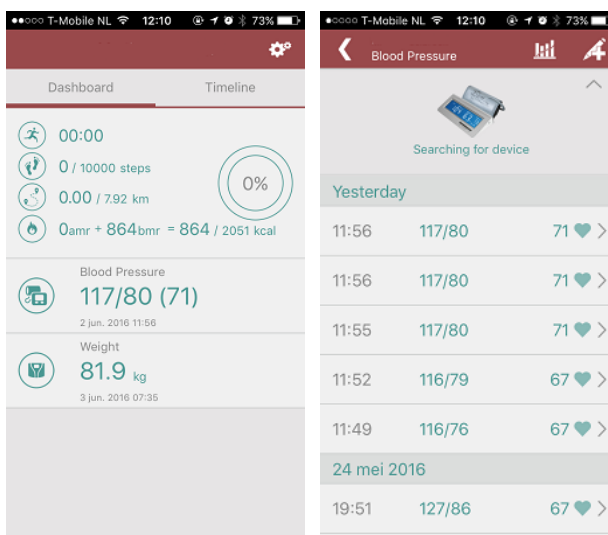 T-Mobile NL 12:10 73%
Dashboard Timeline
00:00
0 / 10000 steps
0.00 / 7.92 km
0%
0amr + 864bmr = 864 / 2051 kcal
Blood Pressure
117/80 (71)
2 jun. 2016 11:56
Weight
81.9 kg
3 jun. 2016 07:35
T-Mobile NL 12:10 73%
Blood Pressure
Searching for device
Yesterday
11:56 117/80 71
11:56 117/80 71
11:55 117/80 71
11:52 116/79 67
11:49 116/76 67
24 mei 2016
19:51 127/86 67